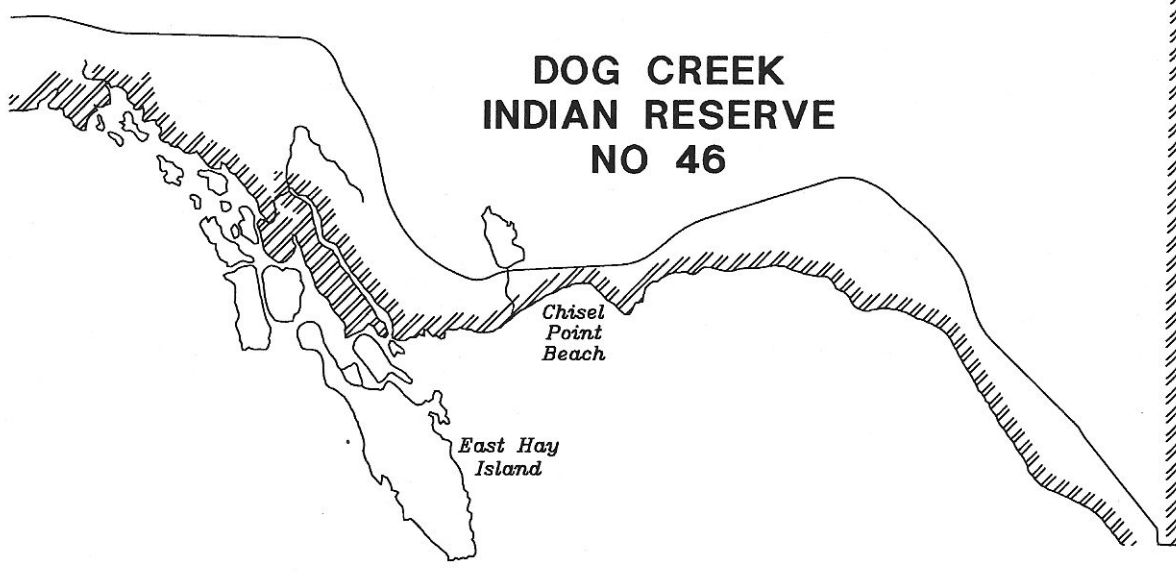 DOG CREEK
INDIAN RESERVE
NO 46
Chisel
Point
Beach
East Hay
Island